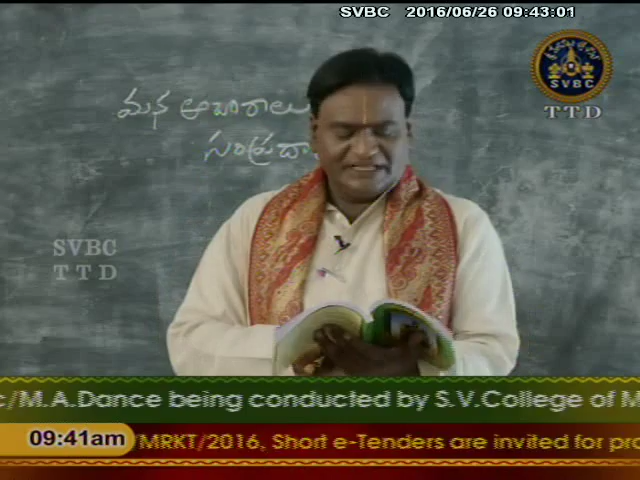 SVBC 2016/06/26 09:43:01
SVBC
TTD
మన ఆచారాలు
సంప్రదా
SVBC
TTD
c/M.A.Dance being conducted by S.V.College of M
09:41am /MRKT/2016, Short e-Tenders are invited for pro